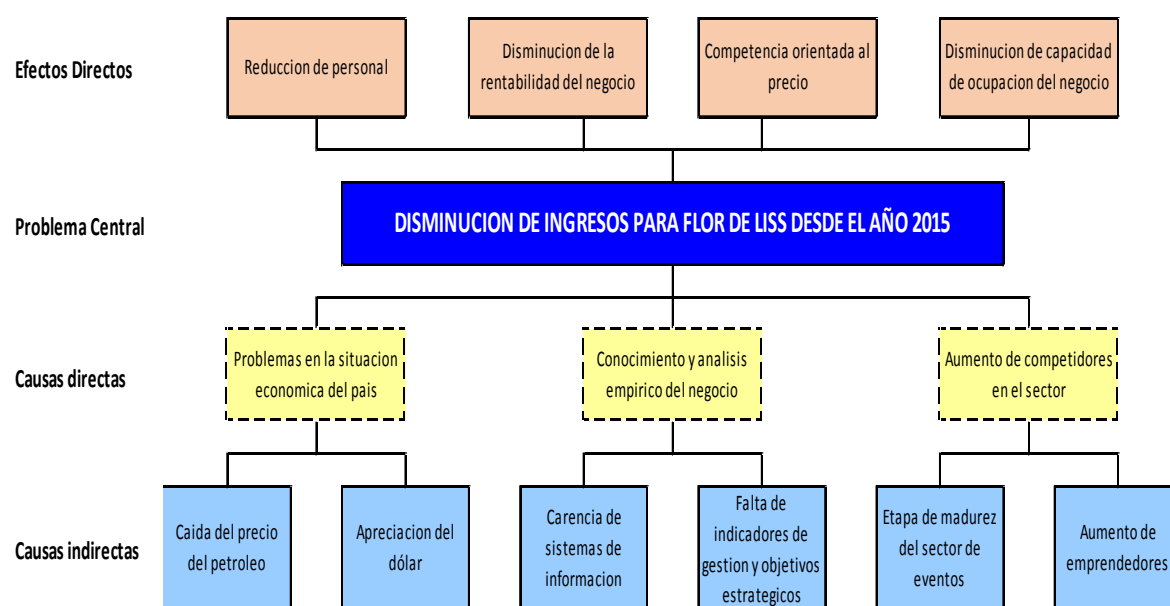 Efectos Directos
Reduccion de personal
Disminucion de la
rentabilidad del negocio
Competencia orientada al
precio
Disminucion de capacidad
de ocupacion del negocio
Problema Central
DISMINUCION DE INGRESOS PARA FLOR DE LISS DESDE EL AÑO 2015
Causas directas
Problemas en la situacion
economica del pais
Conocimiento y analisis
empirico del negocio
Aumento de competidores
en el sector
Causas indirectas
Caida del precio
del petroleo
Apreciacion del
dólar
Carencia de
sistemas de
informacion
Falta de
indicadores de
gestion y objetivos
estrategicos
Etapa de madurez
del sector de
eventos
Aumento de
emprendedores